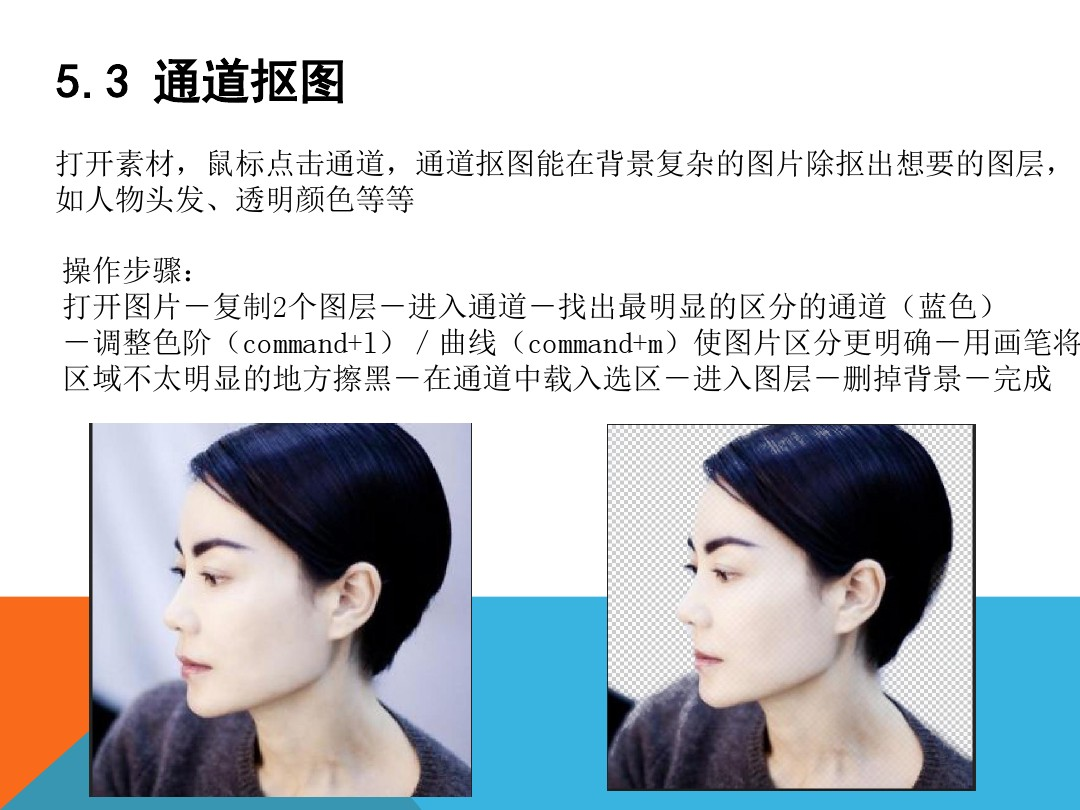 5.3 通道抠图
打开素材，鼠标点击通道，通道抠图能在背景复杂的图片除抠出想要的图层，
如人物头发、透明颜色等等
操作步骤：
打开图片－复制2个图层－进入通道－找出最明显的区分的通道（蓝色）
－调整色阶（command+l）／曲线（command+m）使图片区分更明确－用画笔将
区域不太明显的地方擦黑－在通道中载入选区－进入图层－删掉背景－完成